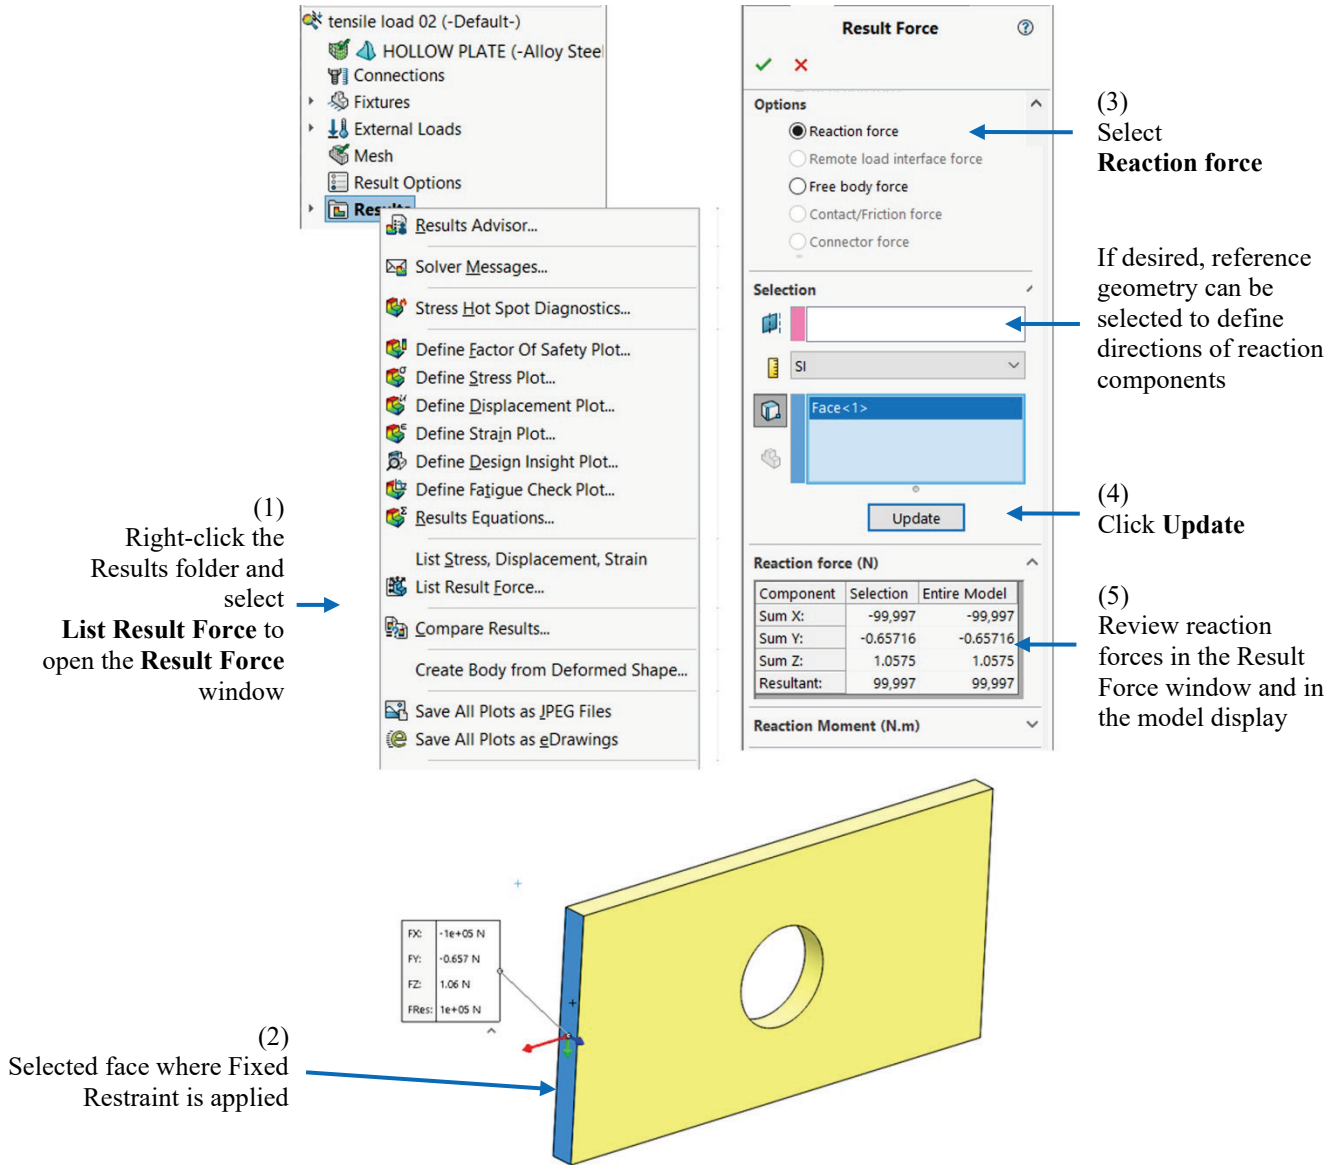 tensile load 02 (-Default-)
HOLLOW PLATE (-Alloy Steel
Connections
Fixtures
External Loads
Mesh
Result Options
Results
Results Advisor...
Solver Messages...
Stress Hot Spot Diagnostics...
Define Factor Of Safety Plot...
Define Stress Plot...
Define Displacement Plot...
Define Strain Plot...
Define Design Insight Plot...
Define Fatigue Check Plot...
Results Equations...
List Stress, Displacement, Strain
List Result Force...
Compare Results...
Create Body from Deformed Shape...
Save All Plots as JPEG Files
Save All Plots as eDrawings
(1)
Right-click the
Results folder and
select
List Result Force to
open the Result Force
window
Result Force
Options
Reaction force
Remote load interface force
Free body force
Contact/Friction force
Connector force
Selection
SI
Face<1>
Update
Reaction force (N)
Component Selection Entire Model
Sum X: -99,997 -99,997
Sum Y: -0.65716 -0.65716
Sum Z: 1.0575 1.0575
Resultant: 99,997 99,997
Reaction Moment (N.m)
(3)
Select
Reaction force
If desired, reference
geometry can be
selected to define
directions of reaction
components
(4)
Click Update
(5)
Review reaction
forces in the Result
Force window and in
the model display
FX: -1e+05 N
FY: -0.657 N
FZ: 1.06 N
FRes: 1e+05 N
(2)
Selected face where Fixed
Restraint is applied